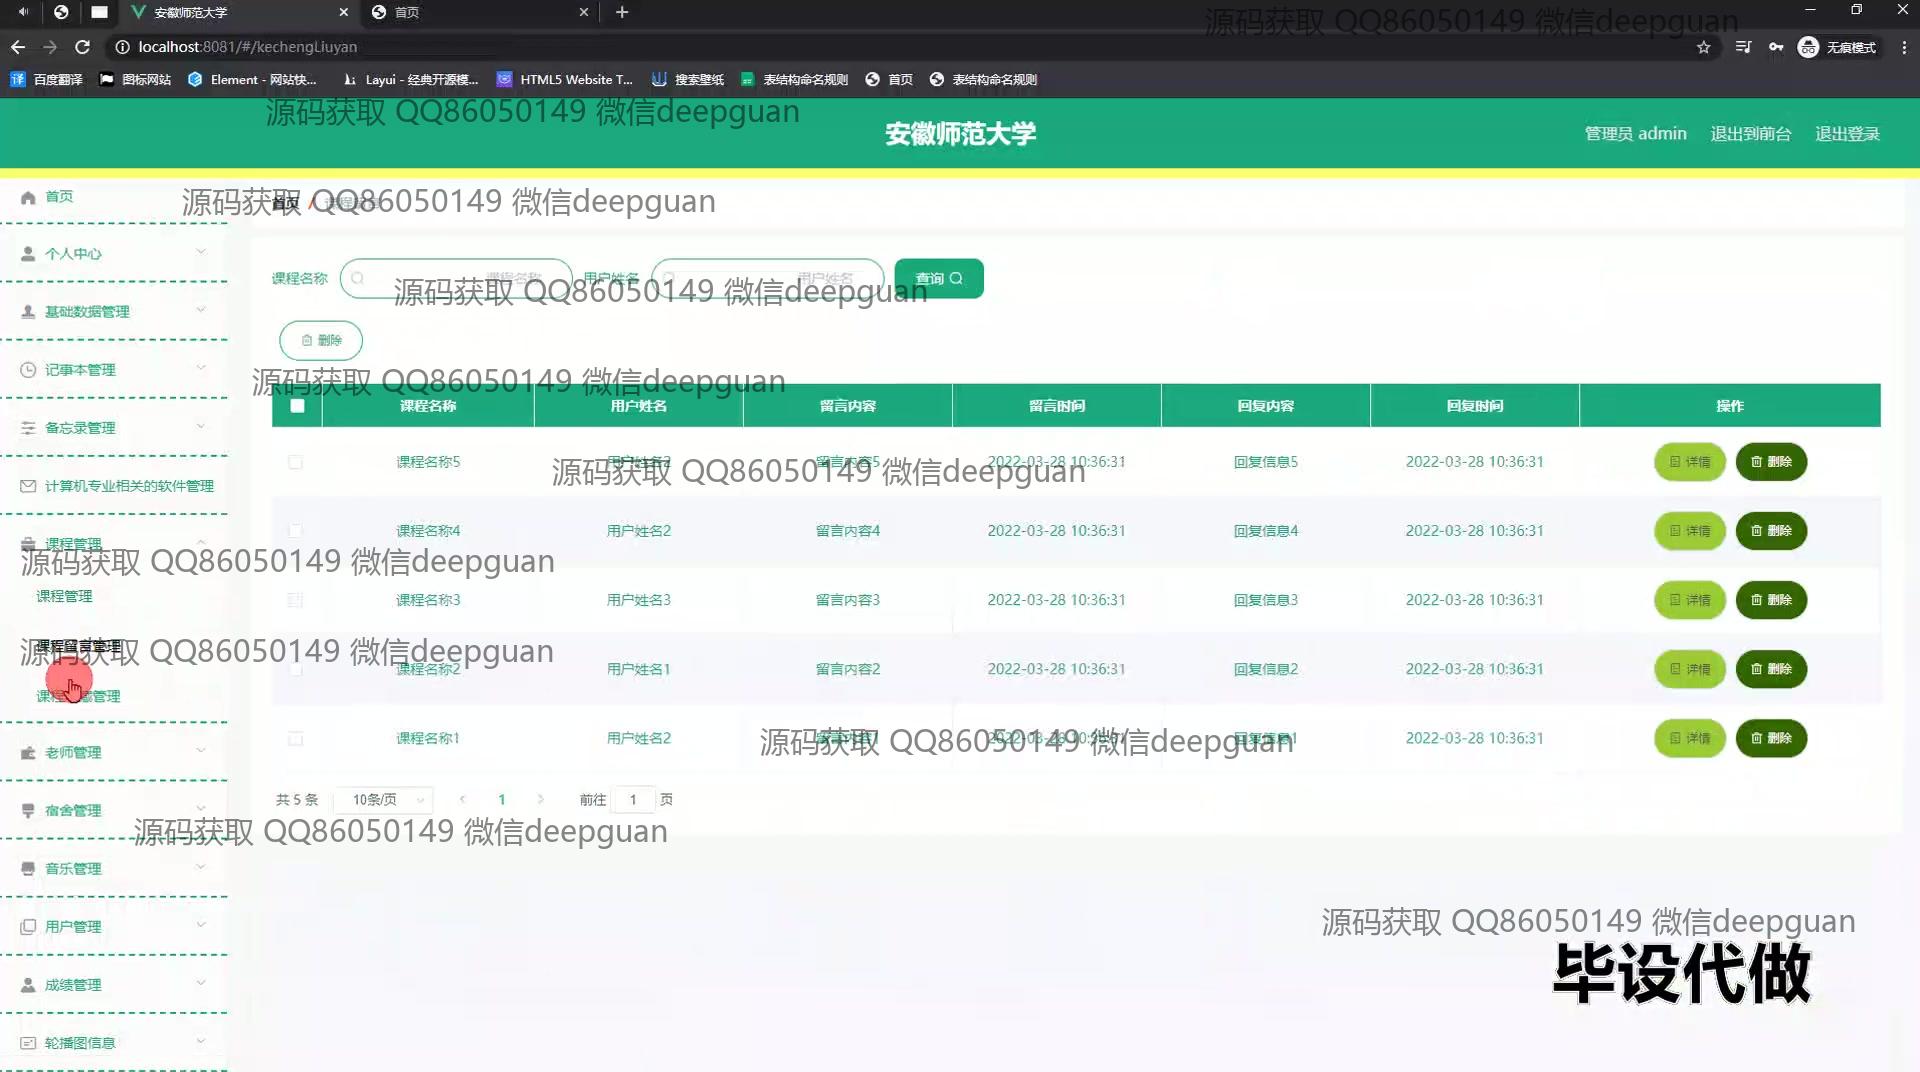 安徽师范大学
首页
localhost:8081/#/kechengLiuyan
无痕模式
百度翻译
图标网站
Element - 网站快...
Layui - 经典开源模...
HTML5 Website T...
搜索壁纸
表结构命名规则
首页
表结构命名规则
源码获取 QQ86050149 微信deepguan
源码获取 QQ86050149 微信deepguan
安徽师范大学
管理员 admin
退出到前台
退出登录
首页
个人中心
基础数据管理
记事本管理
备忘录管理
计算机专业相关的软件管理
课程管理
课程管理
课程留言管理
老师管理
宿舍管理
音乐管理
用户管理
成绩管理
轮播图信息
源码获取 QQ86050149 微信deepguan
首页 /
课程名称 课程名称 用户姓名 用户姓名 查询
源码获取 QQ86050149 微信deepguan
删除
源码获取 QQ86050149 微信deepguan
课程名称 用户姓名 留言内容 留言时间 回复内容 回复时间 操作
课程名称5 用户姓名2 留言内容5 2022-03-28 10:36:31 回复信息5 2022-03-28 10:36:31 详情 删除
源码获取 QQ86050149 微信deepguan
课程名称4 用户姓名2 留言内容4 2022-03-28 10:36:31 回复信息4 2022-03-28 10:36:31 详情 删除
源码获取 QQ86050149 微信deepguan
课程名称3 用户姓名3 留言内容3 2022-03-28 10:36:31 回复信息3 2022-03-28 10:36:31 详情 删除
源码获取 QQ86050149 微信deepguan
课程名称2 用户姓名1 留言内容2 2022-03-28 10:36:31 回复信息2 2022-03-28 10:36:31 详情 删除
课程名称1 用户姓名2 留言内容1 2022-03-28 10:36:31 回复信息1 2022-03-28 10:36:31 详情 删除
源码获取 QQ86050149 微信deepguan
共 5 条 10条/页 1 前往 1 页
源码获取 QQ86050149 微信deepguan
源码获取 QQ86050149 微信deepguan
毕设代做